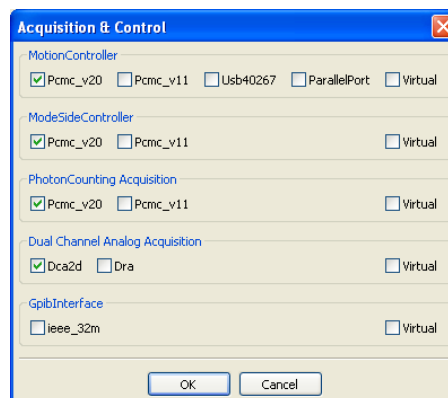 Acquisition & Control
MotionController
Pcmc_v20 Pcmc_v11 Usb40267 ParallelPort Virtual
ModeSideController
Pcmc_v20 Pcmc_v11 Virtual
PhotonCounting Acquisition
Pcmc_v20 Pcmc_v11 Virtual
Dual Channel Analog Acquisition
Dca2d Dra Virtual
GpibInterface
ieee_32m Virtual
OK Cancel